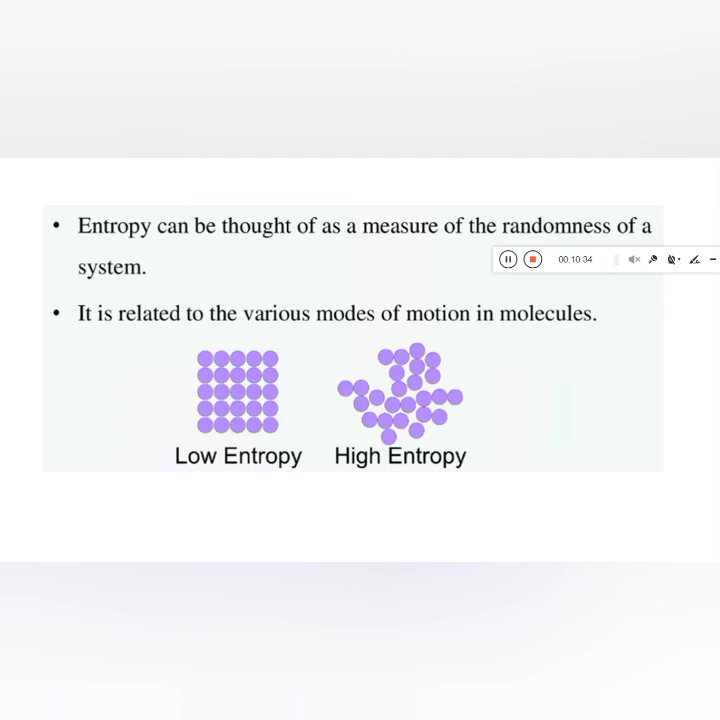 • Entropy can be thought of as a measure of the randomness of a
system.
00.10.34
• It is related to the various modes of motion in molecules.
Low Entropy High Entropy